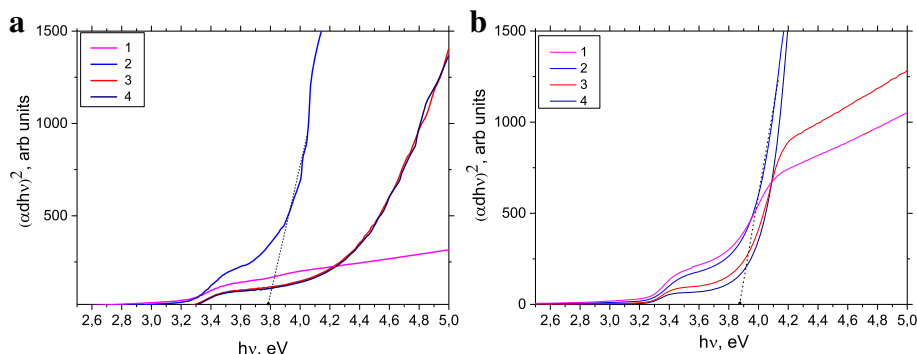 a
1500
1000
500
(αdhν)², arb units
1
2
3
4
2,6 2,8 3,0 3,2 3,4 3,6 3,8 4,0 4,2 4,4 4,6 4,8 5,0
hν, eV
b
1500
1000
500
0
(αdhν)², arb units
1
2
3
4
2,6 2,8 3,0 3,2 3,4 3,6 3,8 4,0 4,2 4,4 4,6 4,8 5,0
hν, eV